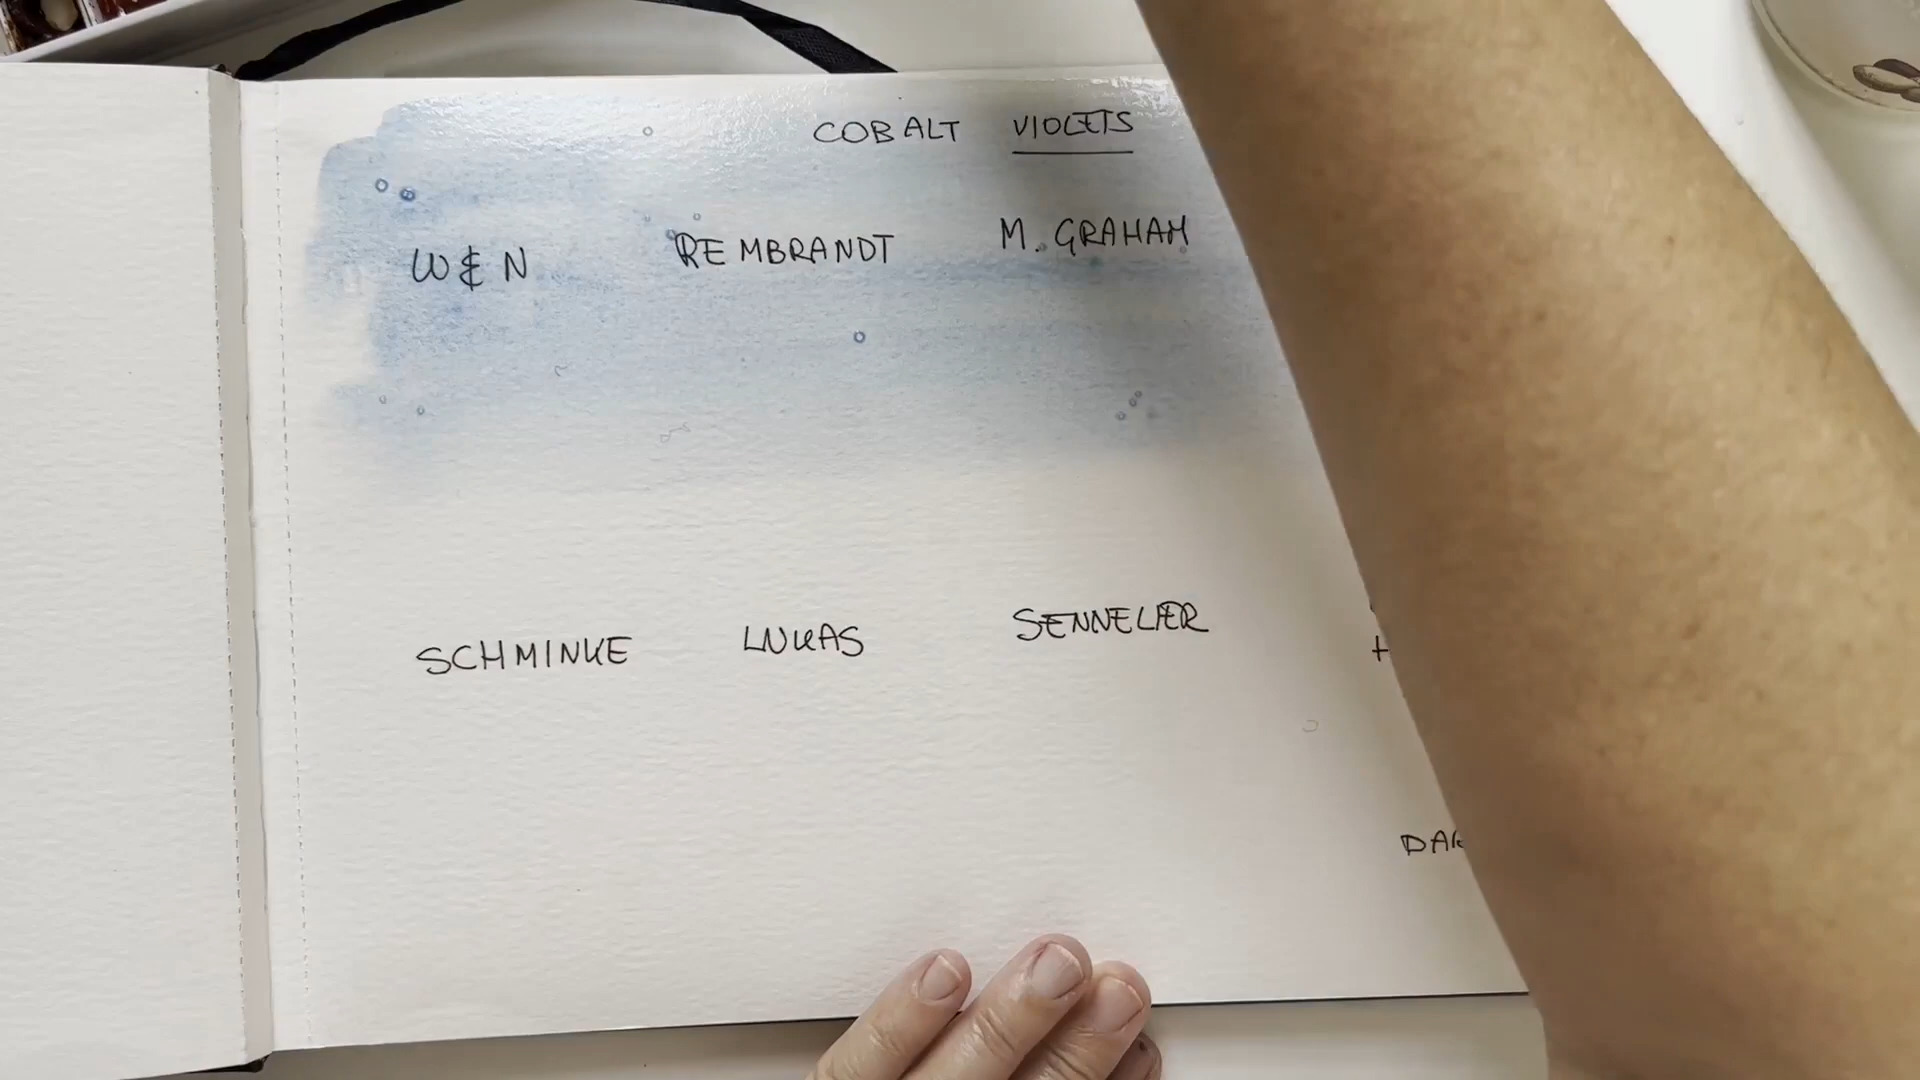 COBALT VIOLETS
W & N REMBRANDT M. GRAHAM
SCHMINKE LUKAS SENNELIER